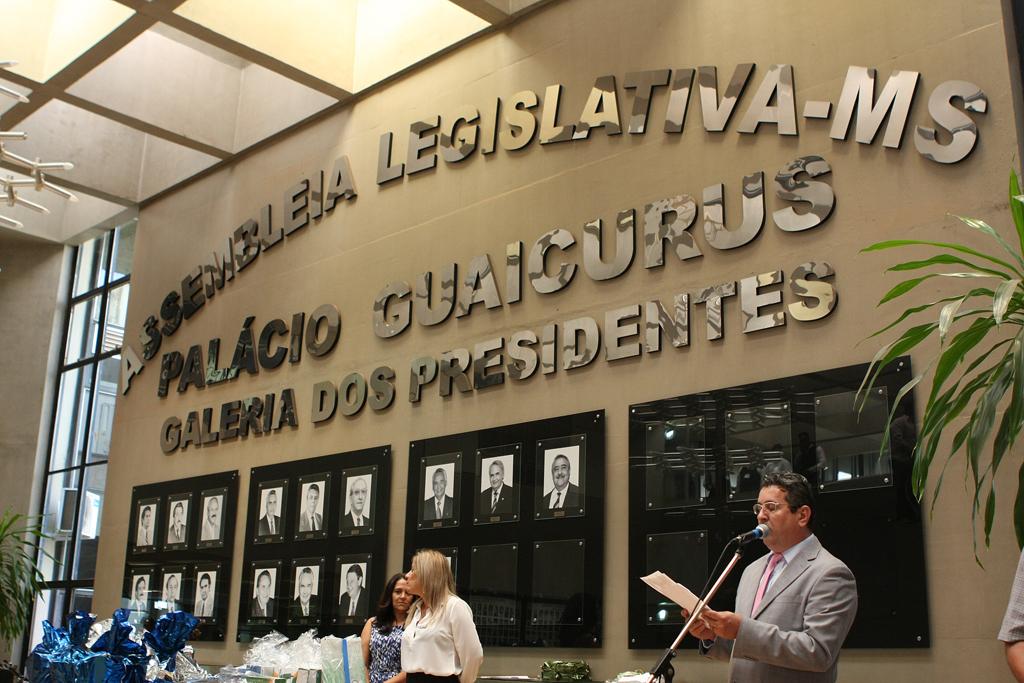 ASSEMBLEIA LEGISLATIVA-MS
PALÁCIO GUAICURUS
GALERIA DOS PRESIDENTES